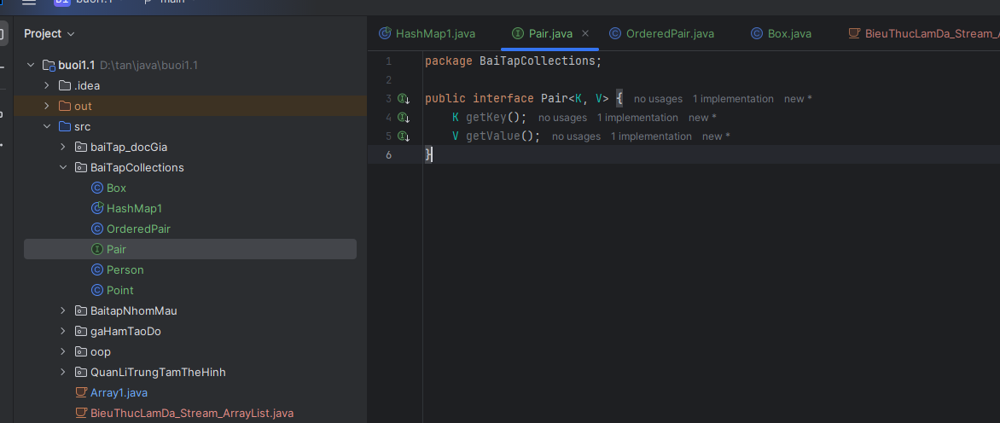 buoi1.1
main
Project
buoi1.1 D:\tan\java\buoi1.1
.idea
out
src
baiTap_docGia
BaiTapCollections
Box
HashMap1
OrderedPair
Pair
Person
Point
BaitapNhomMau
gaHamTaoDo
oop
QuanLiTrungTamTheHinh
Array1.java
BieuThucLamDa_Stream_ArrayList.java
HashMap1.java Pair.java OrderedPair.java Box.java BieuThucLamDa_Stream_A
1 package BaiTapCollections;
2
3 public interface Pair<K, V> { no usages 1 implementation new *
4 K getKey(); no usages 1 implementation new *
5 V getValue(); no usages 1 implementation new *
6 }